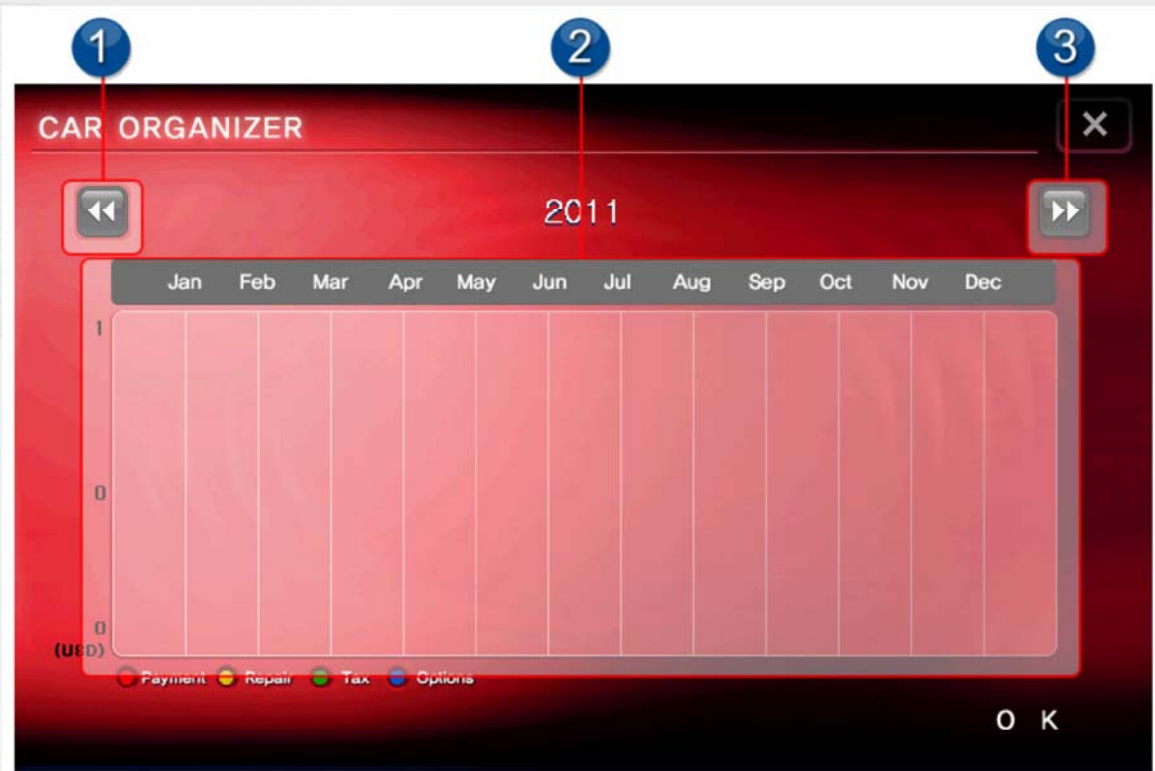 1 2 3
CAR ORGANIZER
2011
Jan Feb Mar Apr May Jun Jul Aug Sep Oct Nov Dec
1
0
0
(USD)
Payment Repair Tax Options
O K